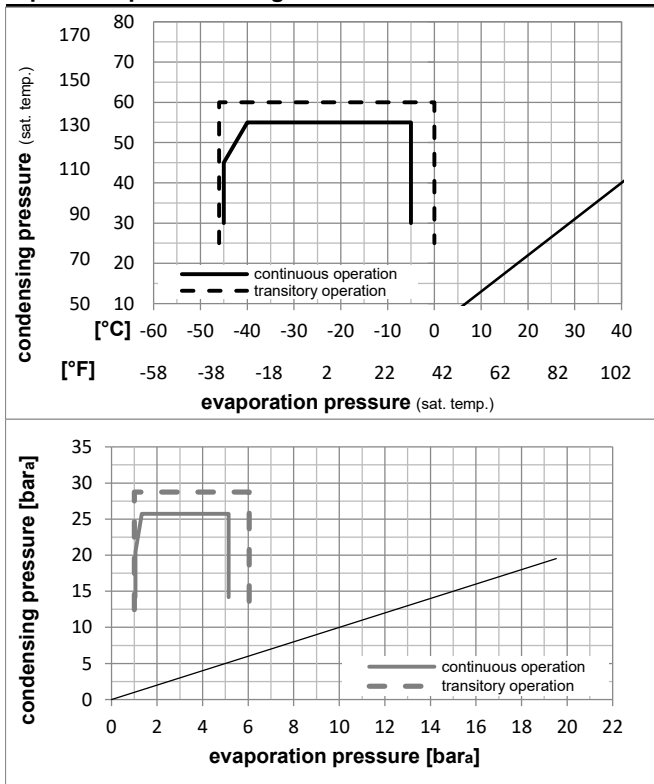 170 80
70
150 60
130 50
110 40
90 30
70 20
50 10
condensing pressure (sat. temp.)
continuous operation
transitory operation
[°C] -60 -50 -40 -30 -20 -10 0 10 20 30 40
[°F] -58 -38 -18 2 22 42 62 82 102
evaporation pressure (sat. temp.)
35
30
25
20
15
10
5
0
condensing pressure [bara]
continuous operation
transitory operation
0 2 4 6 8 10 12 14 16 18 20 22
evaporation pressure [bara]